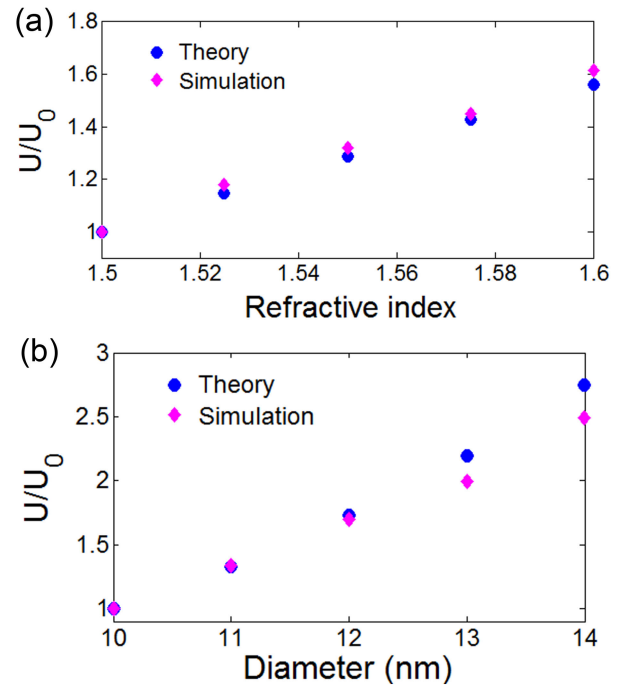 (a)
1.8
1.6
1.4
1.2
1
U/U0
Theory
Simulation
1.5 1.52 1.54 1.56 1.58 1.6
Refractive index
(b)
3
2.5
2
1.5
1
U/U0
Theory
Simulation
10 11 12 13 14
Diameter (nm)